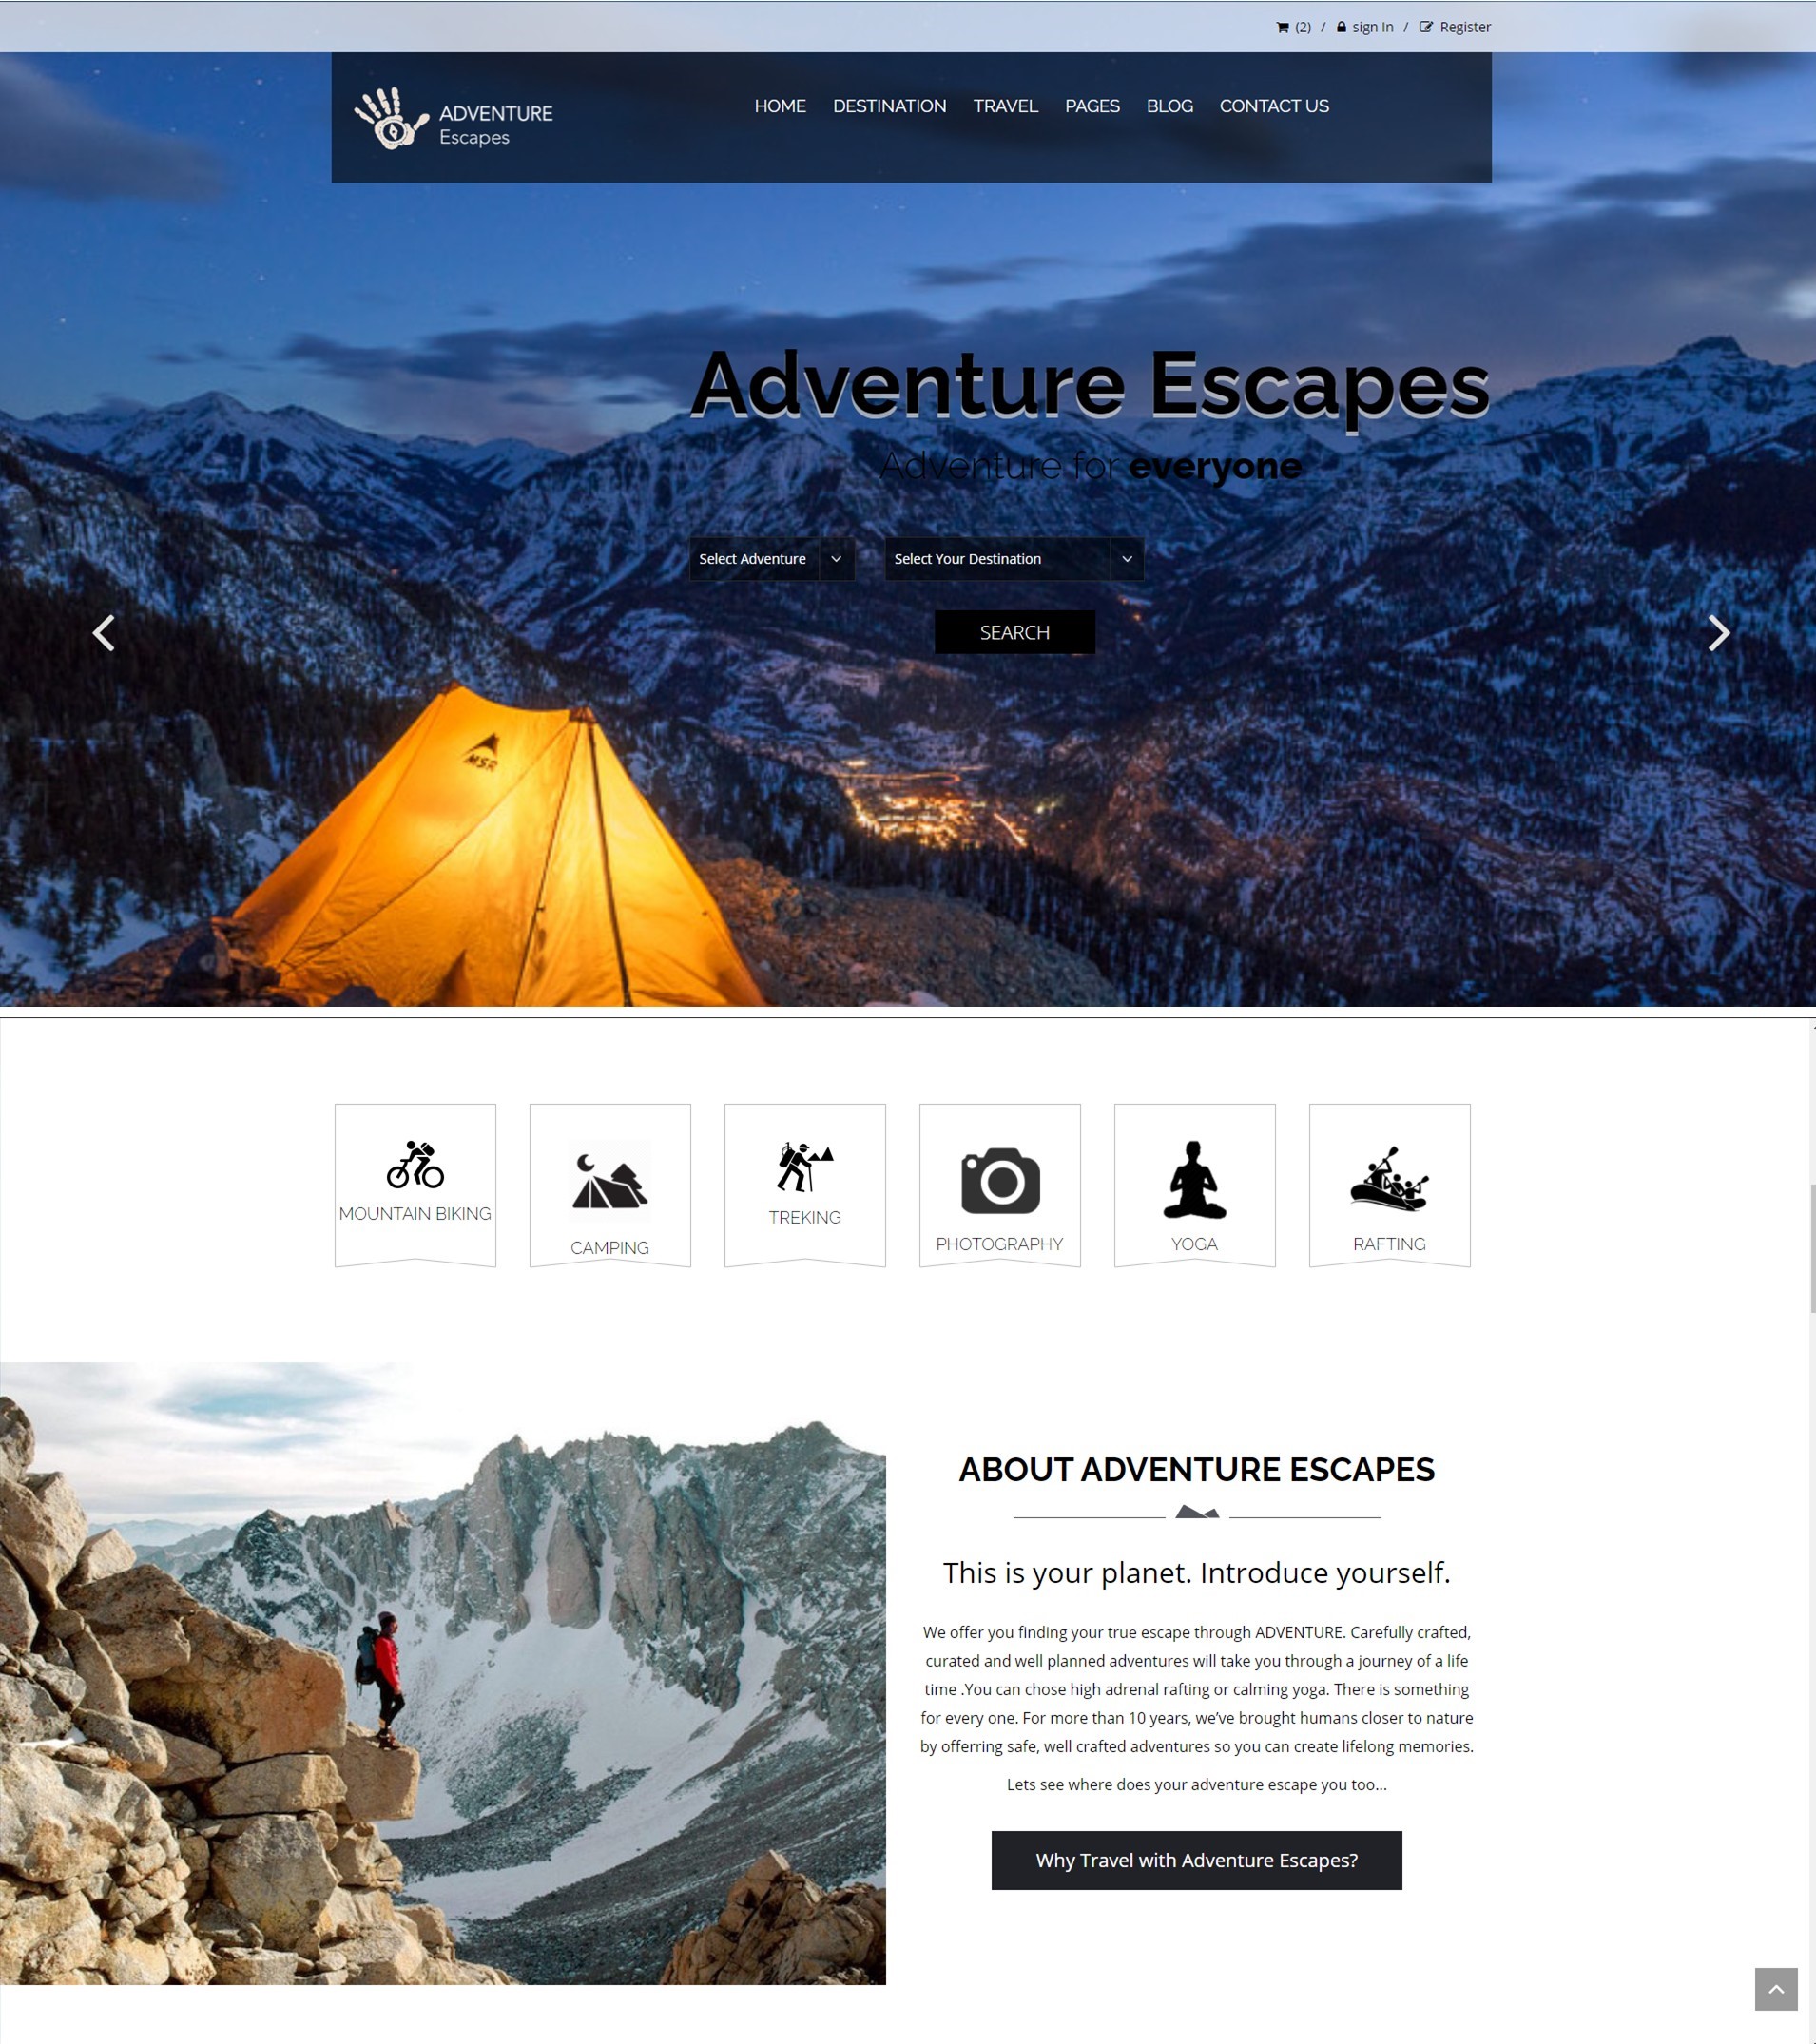 (2) / sign In / Register
ADVENTURE
Escapes
HOME DESTINATION TRAVEL PAGES BLOG CONTACT US
Adventure Escapes
Adventure for everyone
Select Adventure Select Your Destination
SEARCH
MSR
MOUNTAIN BIKING
CAMPING
TREKING
PHOTOGRAPHY
YOGA
RAFTING
ABOUT ADVENTURE ESCAPES
This is your planet. Introduce yourself.
We offer you finding your true escape through ADVENTURE. Carefully crafted,
curated and well planned adventures will take you through a journey of a life
time .You can chose high adrenal rafting or calming yoga. There is something
for every one. For more than 10 years, we’ve brought humans closer to nature
by offerring safe, well crafted adventures so you can create lifelong memories.
Lets see where does your adventure escape you too...
Why Travel with Adventure Escapes?